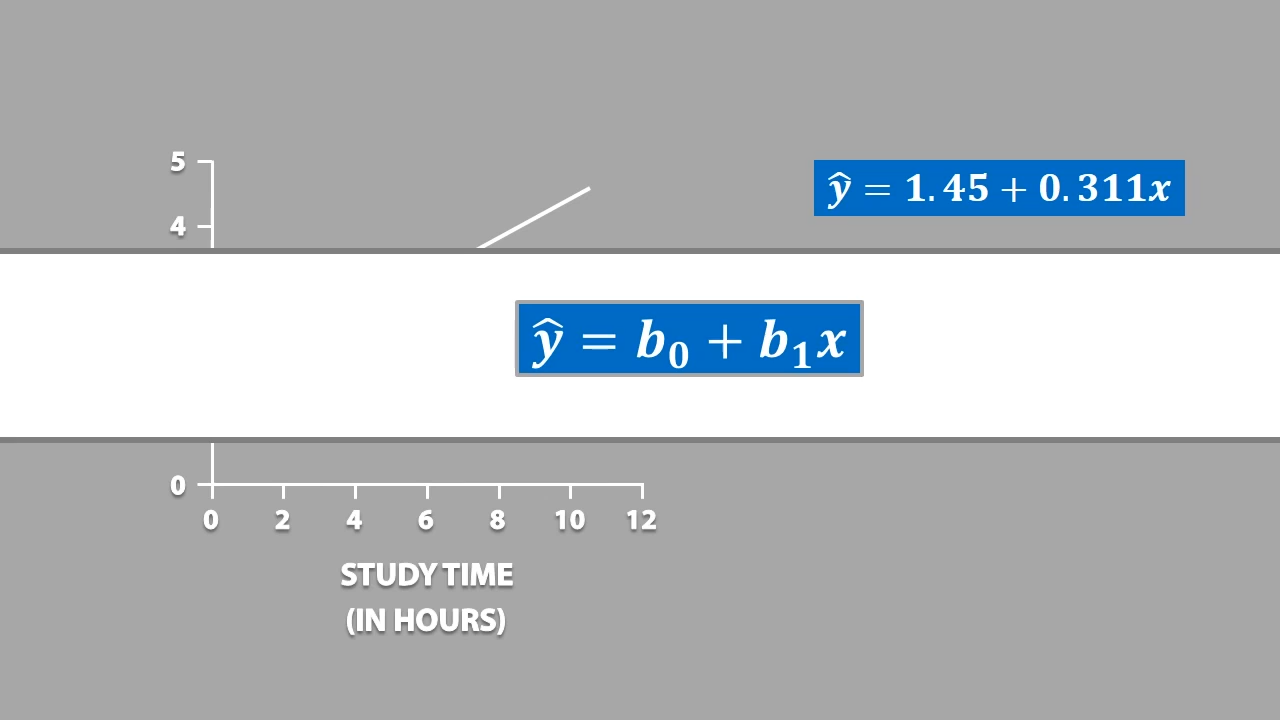 5
ŷ = 1.45 + 0.311x
4
ŷ = b₀ + b₁x
0
0 2 4 6 8 10 12
STUDY TIME
(IN HOURS)